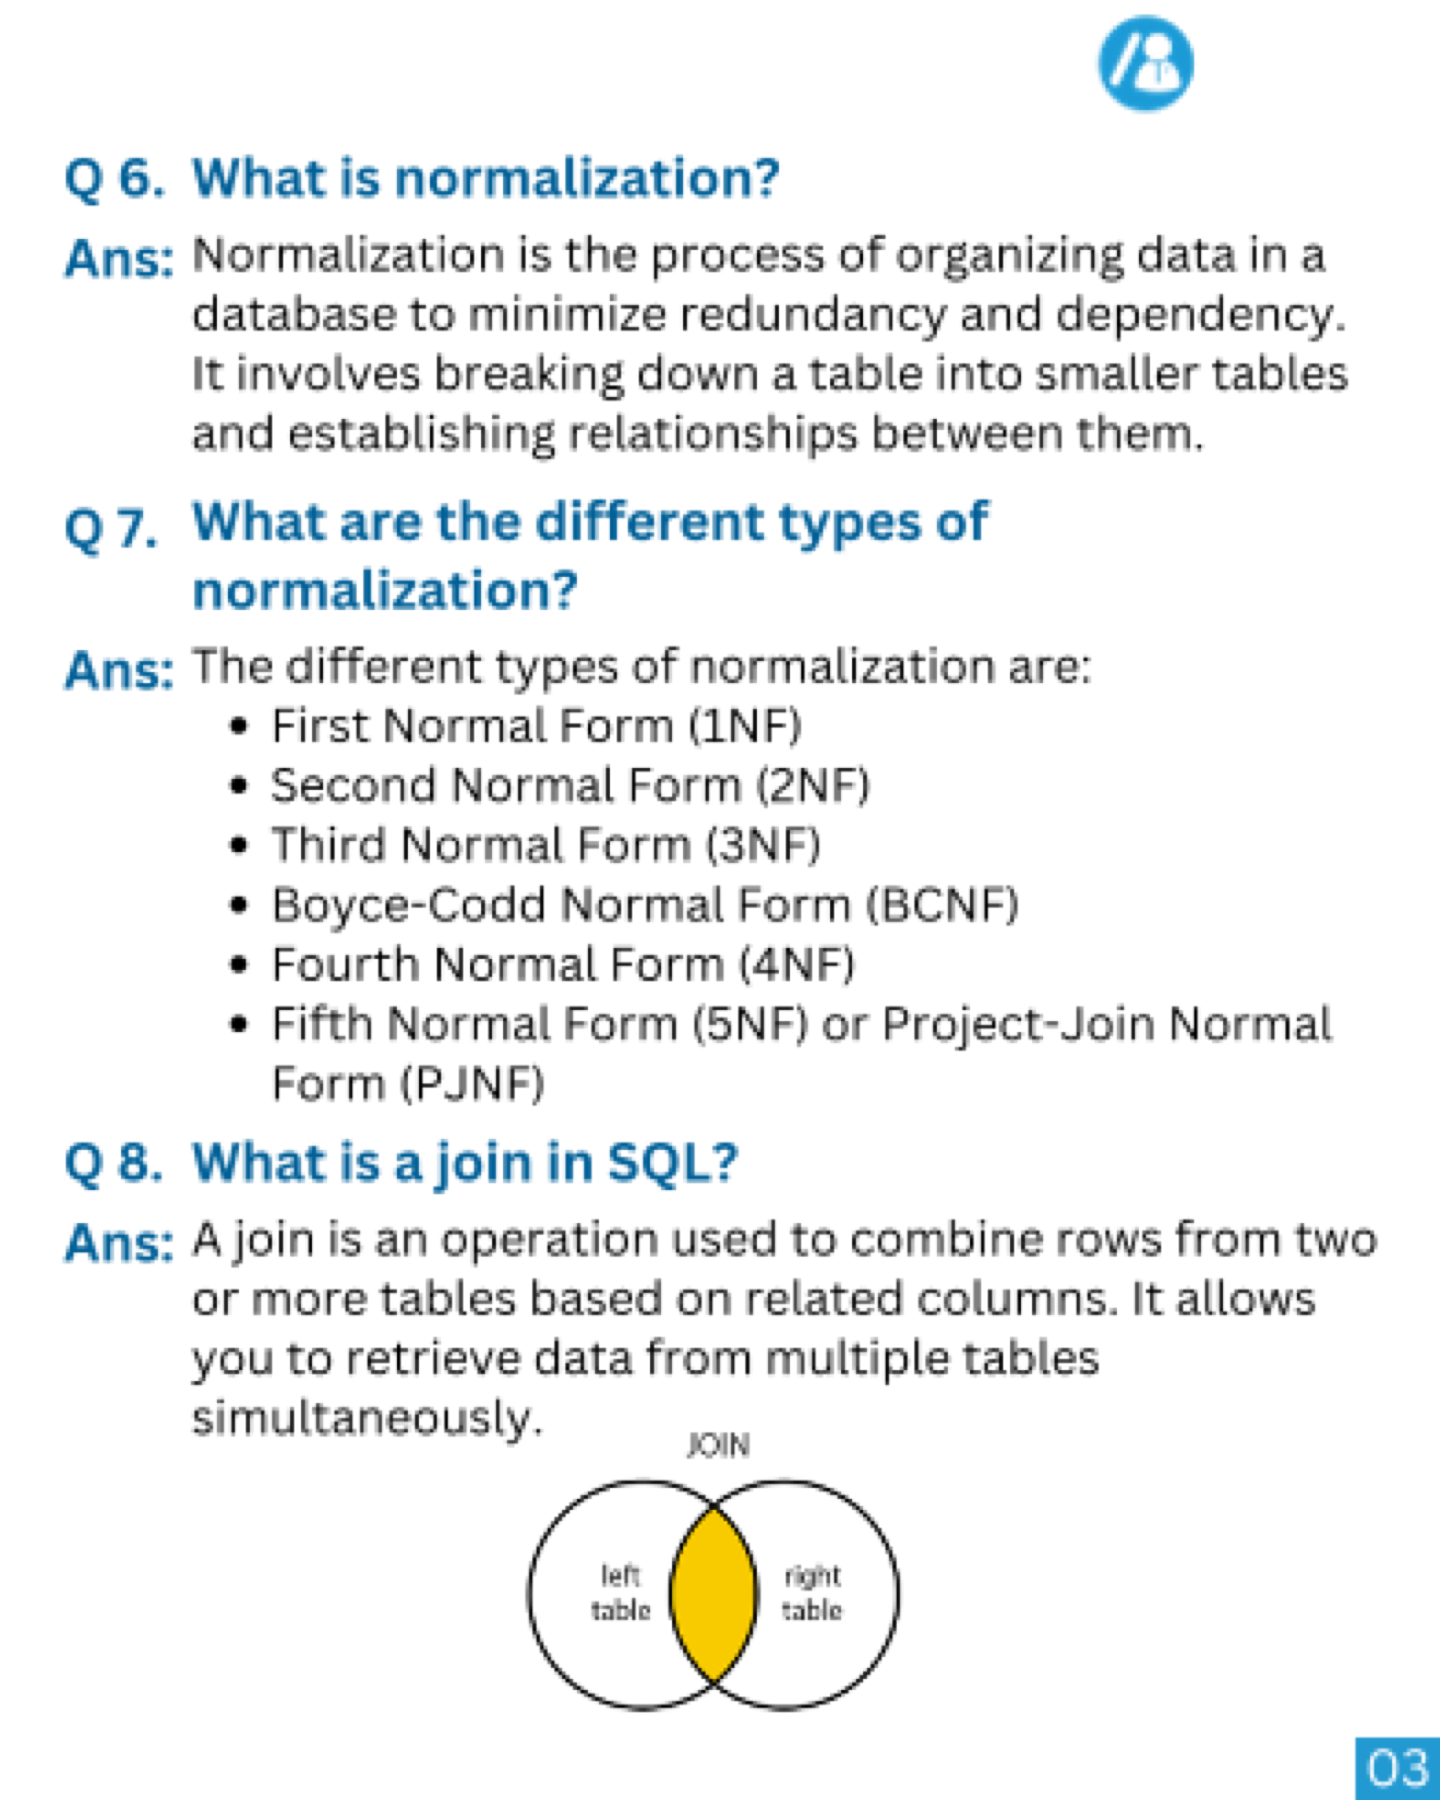 Q 6. What is normalization?
Ans: Normalization is the process of organizing data in a
database to minimize redundancy and dependency.
It involves breaking down a table into smaller tables
and establishing relationships between them.
Q 7. What are the different types of
normalization?
Ans: The different types of normalization are:
• First Normal Form (1NF)
• Second Normal Form (2NF)
• Third Normal Form (3NF)
• Boyce-Codd Normal Form (BCNF)
• Fourth Normal Form (4NF)
• Fifth Normal Form (5NF) or Project-Join Normal
Form (PJNF)
Q 8. What is a join in SQL?
Ans: A join is an operation used to combine rows from two
or more tables based on related columns. It allows
you to retrieve data from multiple tables
simultaneously.
JOIN
left
table
right
table
03